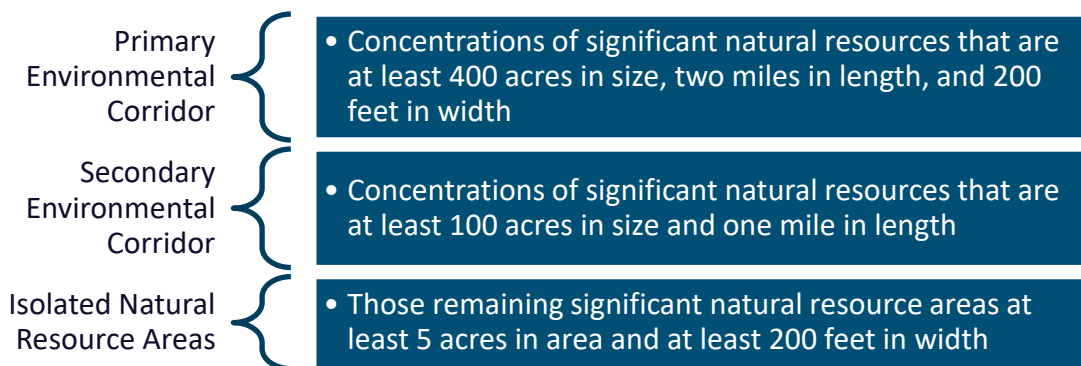 Primary
Environmental
Corridor
• Concentrations of significant natural resources that are
at least 400 acres in size, two miles in length, and 200
feet in width
Secondary
Environmental
Corridor
• Concentrations of significant natural resources that are
at least 100 acres in size and one mile in length
Isolated Natural
Resource Areas
• Those remaining significant natural resource areas at
least 5 acres in area and at least 200 feet in width